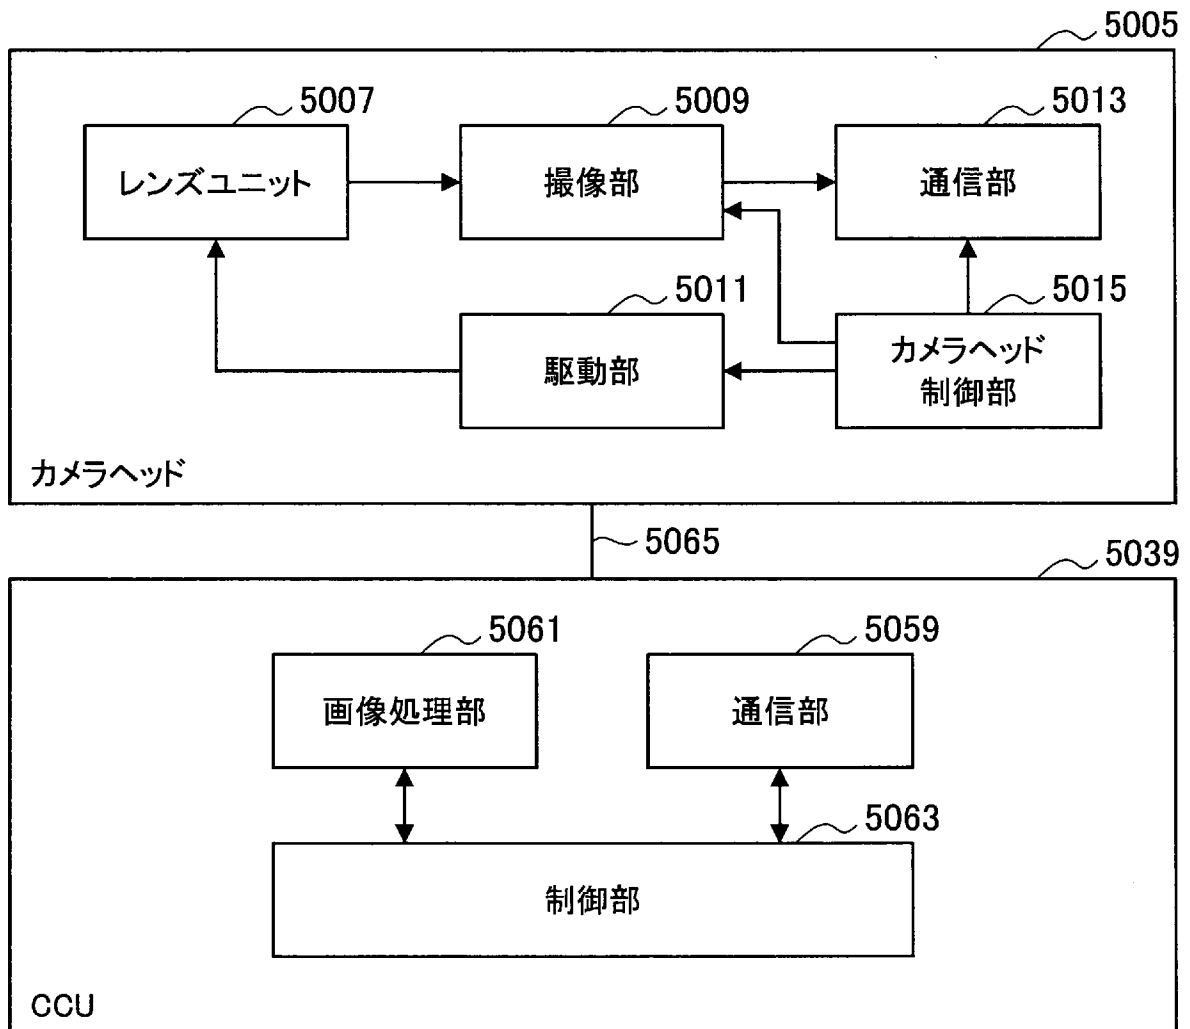 5005
5007
5009
5013
レンズユニット
撮像部
通信部
5011
5015
駆動部
カメラヘッド
制御部
カメラヘッド
5065
5039
5061
5059
画像処理部
通信部
5063
制御部
CCU